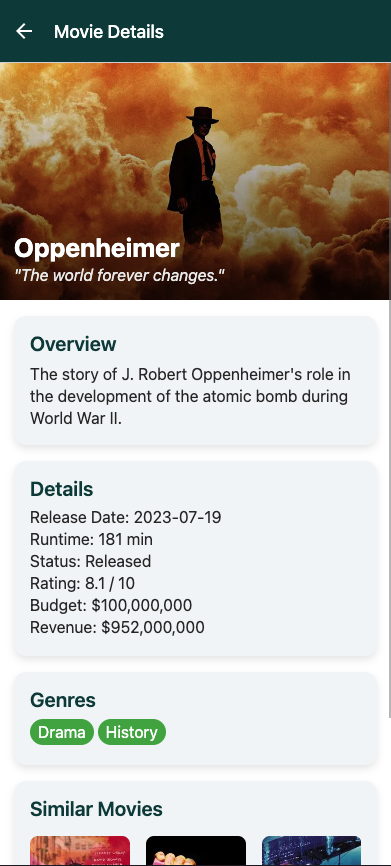 Movie Details
Oppenheimer
"The world forever changes."
Overview
The story of J. Robert Oppenheimer's role in
the development of the atomic bomb during
World War II.
Details
Release Date: 2023-07-19
Runtime: 181 min
Status: Released
Rating: 8.1 / 10
Budget: $100,000,000
Revenue: $952,000,000
Genres
Drama History
Similar Movies